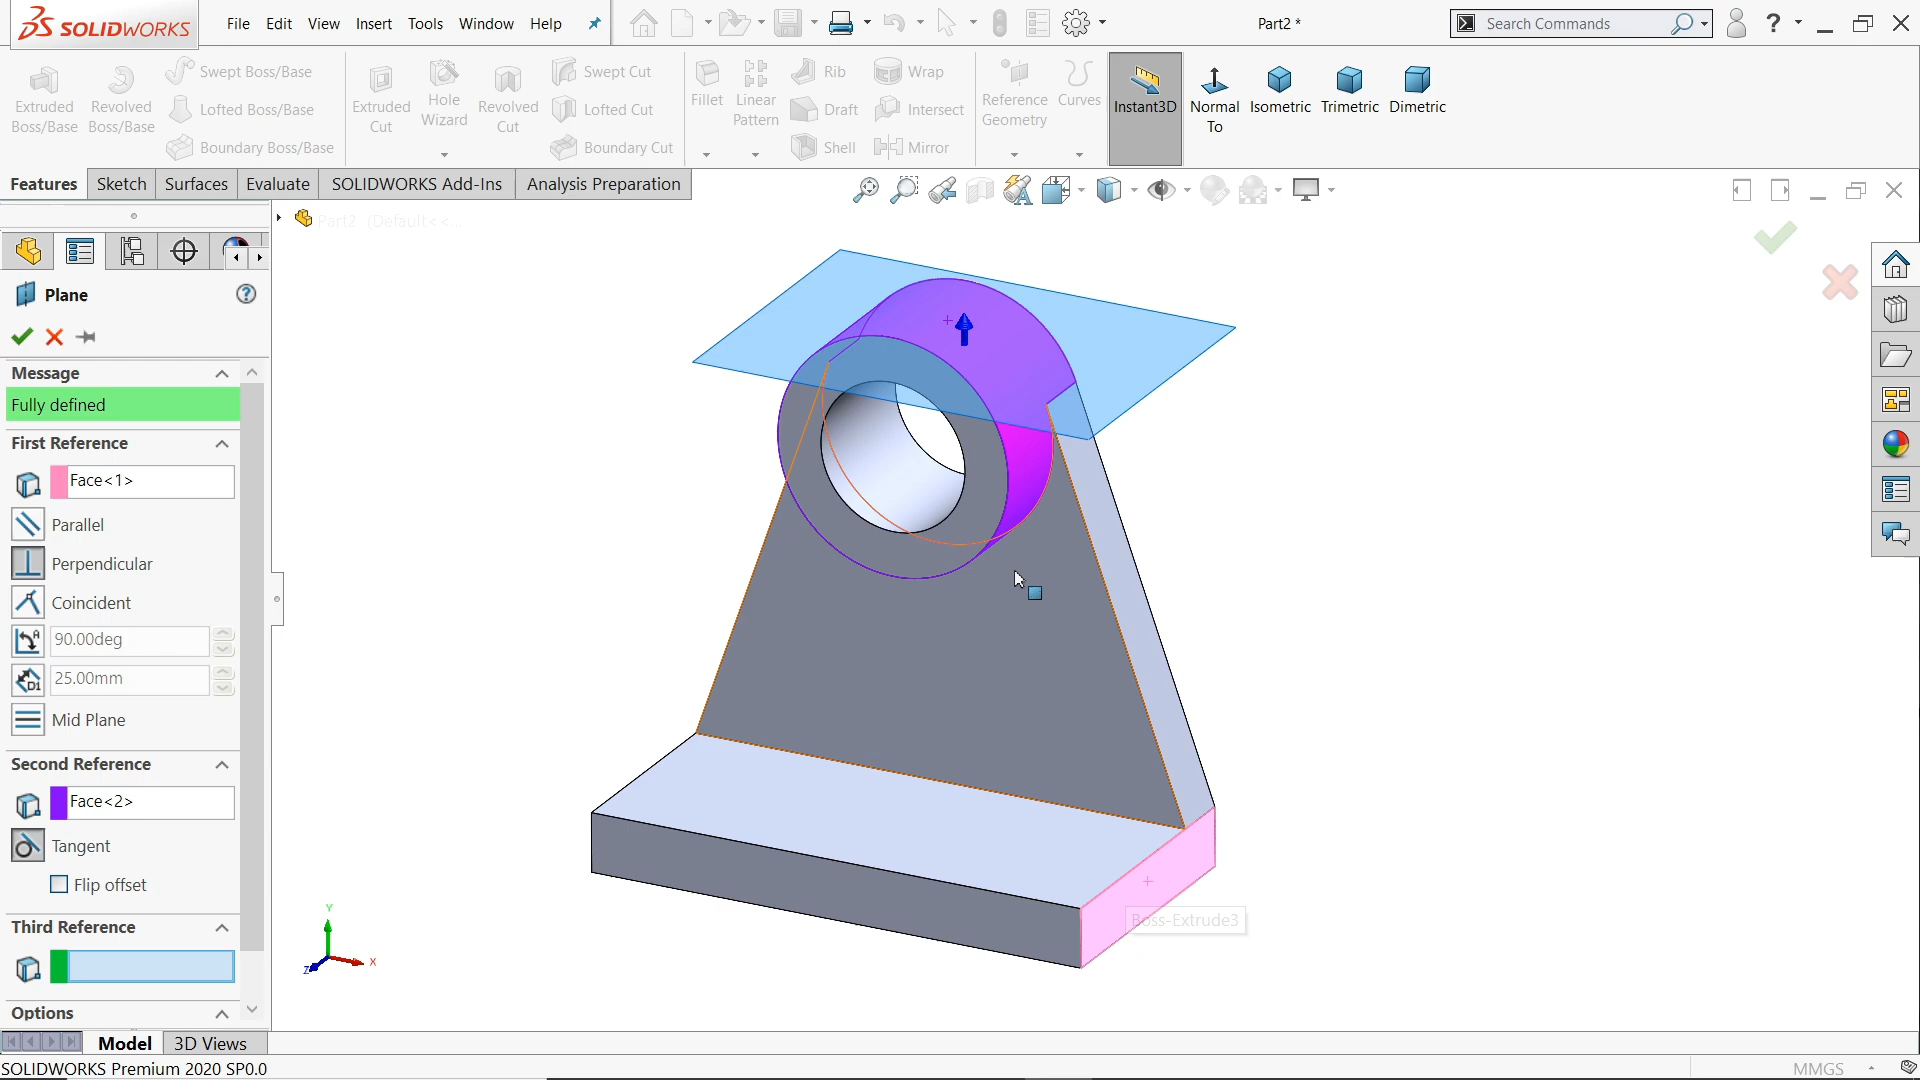 SOLIDWORKS
File Edit View Insert Tools Window Help
Part2 *
Search Commands
?
Extruded Boss/Base
Revolved Boss/Base
Swept Boss/Base
Lofted Boss/Base
Boundary Boss/Base
Extruded Cut
Hole Wizard
Revolved Cut
Swept Cut
Lofted Cut
Boundary Cut
Fillet
Linear Pattern
Rib
Draft
Shell
Wrap
Intersect
Mirror
Reference Geometry
Curves
Instant3D
Normal To
Isometric
Trimetric
Dimetric
Features Sketch Surfaces Evaluate SOLIDWORKS Add-Ins Analysis Preparation
Part2 (Default<<...
Plane
?
Message
Fully defined
First Reference
Face<1>
Parallel
Perpendicular
Coincident
90.00deg
25.00mm
Mid Plane
Second Reference
Face<2>
Tangent
Flip offset
Third Reference
Options
Boss-Extrude3
Y
X
Z
Model 3D Views
SOLIDWORKS Premium 2020 SP0.0
MMGS